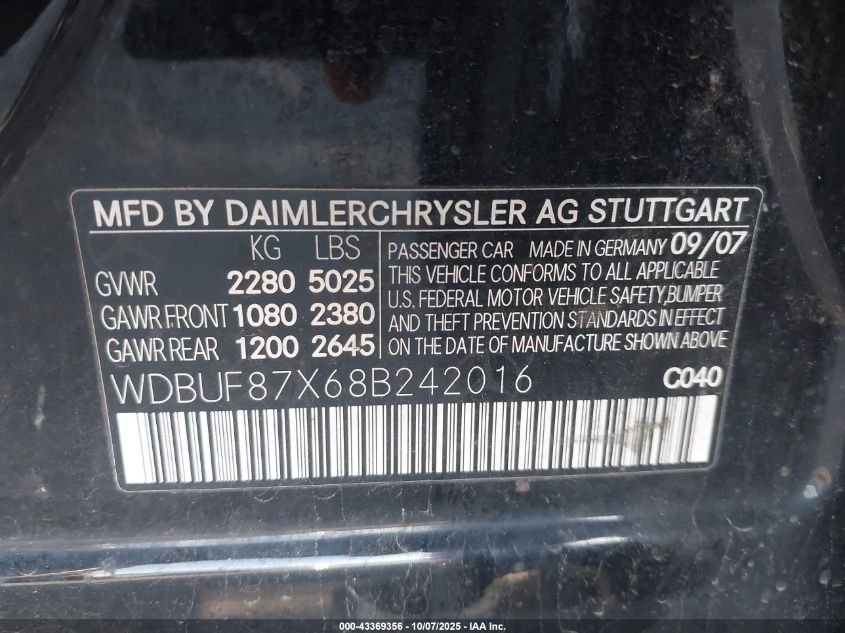 MFD BY DAIMLERCHRYSLER AG STUTTGART
KG LBS
GVWR 2280 5025
GAWR FRONT 1080 2380
GAWR REAR 1200 2645
PASSENGER CAR MADE IN GERMANY 09/07
THIS VEHICLE CONFORMS TO ALL APPLICABLE
U.S. FEDERAL MOTOR VEHICLE SAFETY,BUMPER
AND THEFT PREVENTION STANDARDS IN EFFECT
ON THE DATE OF MANUFACTURE SHOWN ABOVE
WDBUF87X68B242016 C040
000-43369356 - 10/07/2025 - IAA Inc.